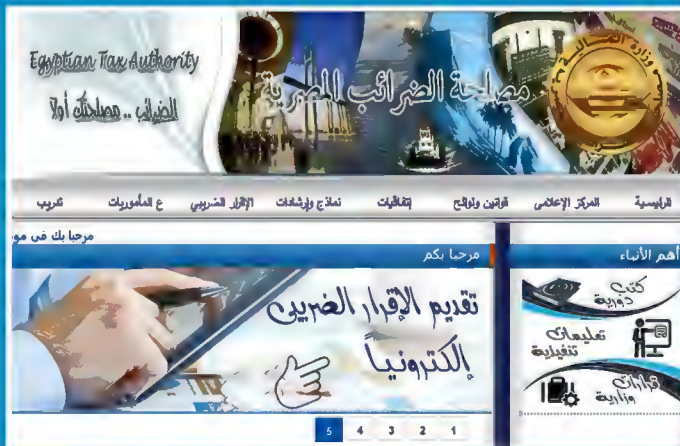 Egyptian Tax Authority
الضرائب .. مصلحتك أولاً
مصلحة الضرائب المصرية
وزارة المالية
الرئيسية المركز الإعلامى قوانين ولوائح إتفاقيات نماذج وإرشادات الإقرار الضريبي ع المأموريات تدريب
مرحبا بك فى مو
أهم الأنباء
كتب
دورية
تعليمات
تنفيذية
قرارات
وزارية
مرحبا بكم
تقديم الإقرار الضريبى
إلكترونياً
5 4 3 2 1